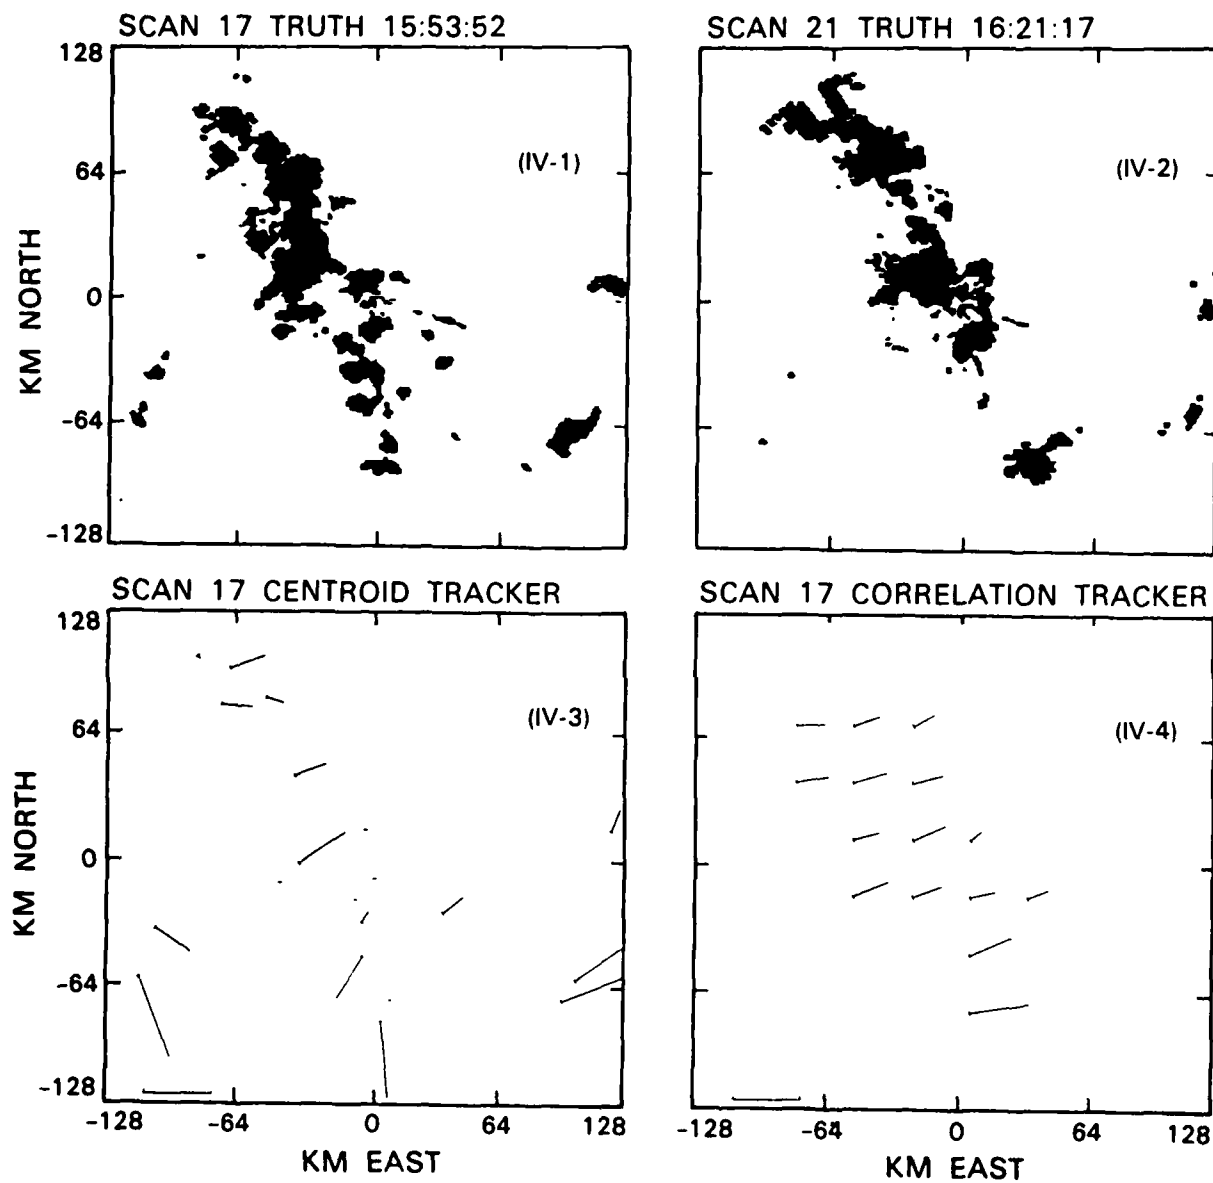 SCAN 17 TRUTH 15:53:52
SCAN 21 TRUTH 16:21:17
128
64
0
-64
-128
KM NORTH
(IV-1)
(IV-2)
SCAN 17 CENTROID TRACKER
SCAN 17 CORRELATION TRACKER
128
64
0
-64
-128
KM NORTH
(IV-3)
(IV-4)
-128
-64
0
64
128
-128
-64
0
64
128
KM EAST
KM EAST